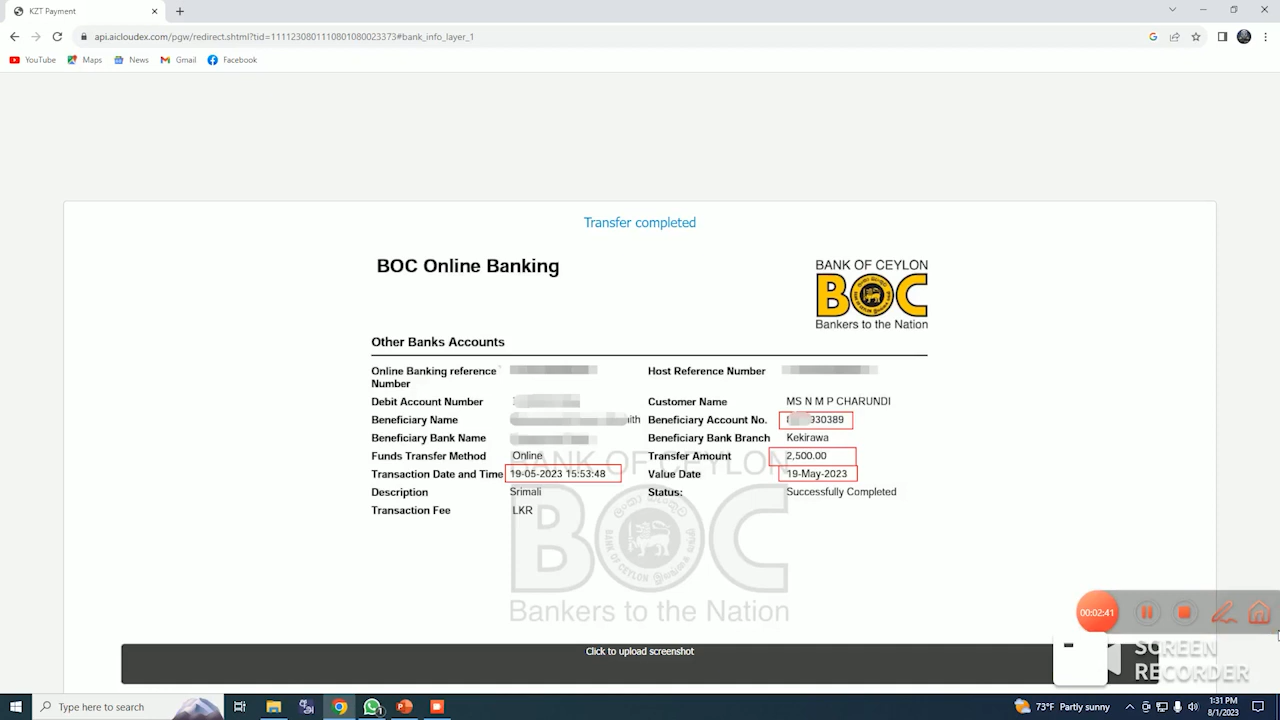 KZT Payment
api.aicloudex.com/pgw/redirect.shtml?tid=1111230801110801080023373#bank_info_layer_1
YouTube Maps News Gmail Facebook
Transfer completed
BOC Online Banking
BANK OF CEYLON
BOC
Bankers to the Nation
Other Banks Accounts
Online Banking reference Number
Host Reference Number
Debit Account Number
Customer Name MS N M P CHARUNDI
Beneficiary Name ith
Beneficiary Account No. 930389
Beneficiary Bank Name
Beneficiary Bank Branch Kekirawa
Funds Transfer Method Online
Transfer Amount 2,500.00
Transaction Date and Time 19-05-2023 15:53:48
Value Date 19-May-2023
Description Srimali
Status: Successfully Completed
Transaction Fee LKR
BANK OF CEYLON
BOC
Bankers to the Nation
Click to upload screenshot
00:02:41
SCREEN
RECORDER
Type here to search
73°F Partly sunny
1:31 PM
8/1/2023